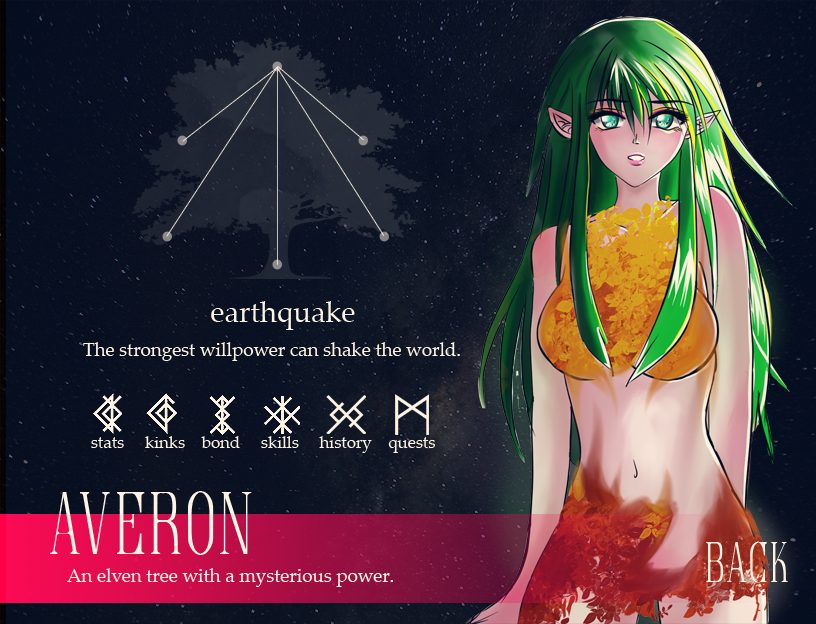 earthquake
The strongest willpower can shake the world.
stats kinks bond skills history quests
AVERON
An elven tree with a mysterious power.
BACK